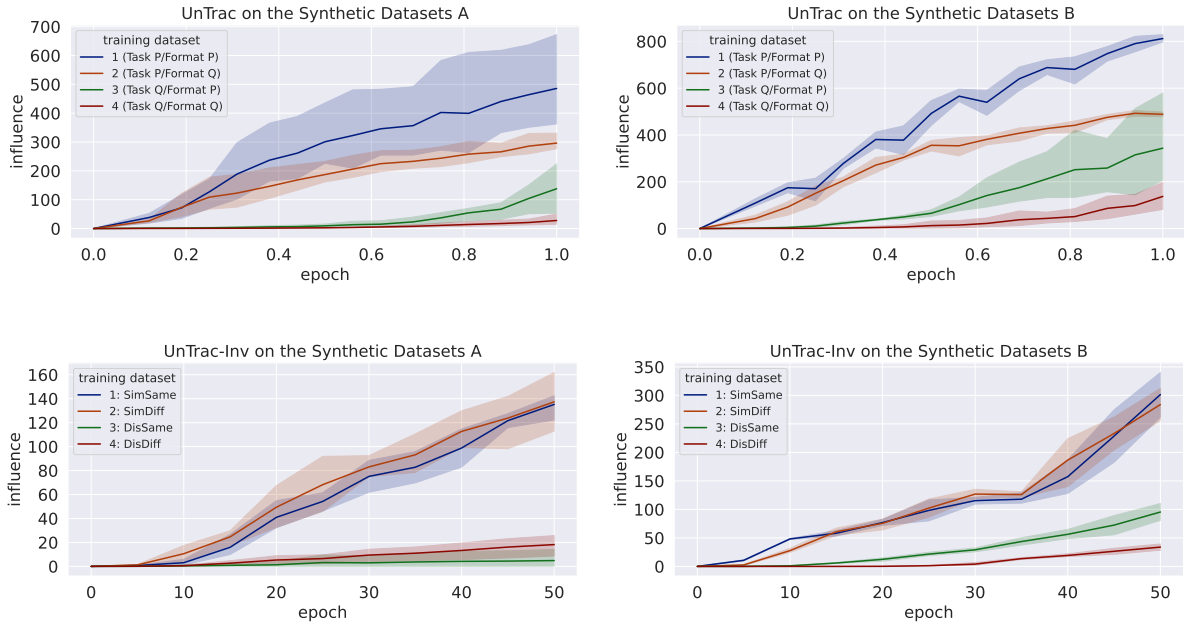 UnTrac on the Synthetic Datasets A
700
600
500
400
300
200
100
0
influence
training dataset
1 (Task P/Format P)
2 (Task P/Format Q)
3 (Task Q/Format P)
4 (Task Q/Format Q)
0.0 0.2 0.4 0.6 0.8 1.0
epoch
UnTrac on the Synthetic Datasets B
800
600
400
200
0
influence
training dataset
1 (Task P/Format P)
2 (Task P/Format Q)
3 (Task Q/Format P)
4 (Task Q/Format Q)
0.0 0.2 0.4 0.6 0.8 1.0
epoch
UnTrac-Inv on the Synthetic Datasets A
160
140
120
100
80
60
40
20
0
influence
training dataset
1: SimSame
2: SimDiff
3: DisSame
4: DisDiff
0 10 20 30 40 50
epoch
UnTrac-Inv on the Synthetic Datasets B
350
300
250
200
150
100
50
0
influence
training dataset
1: SimSame
2: SimDiff
3: DisSame
4: DisDiff
0 10 20 30 40 50
epoch